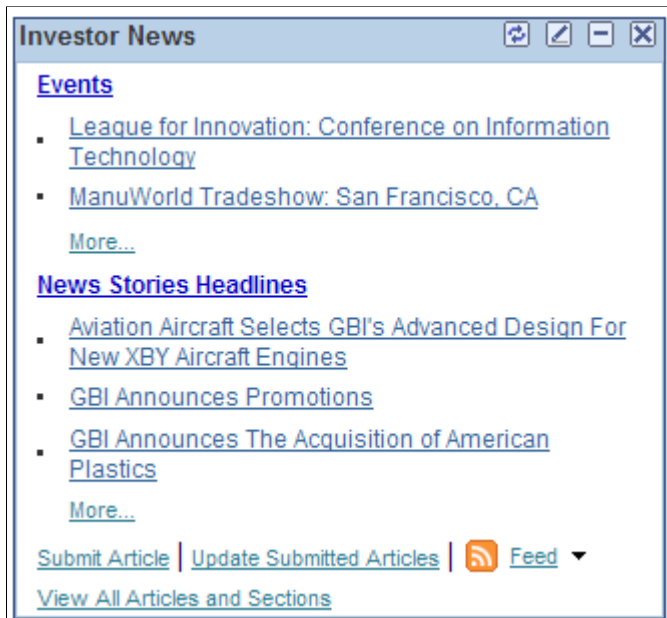 Investor News
Events
League for Innovation: Conference on Information
Technology
ManuWorld Tradeshow: San Francisco, CA
More...
News Stories Headlines
Aviation Aircraft Selects GBI's Advanced Design For
New XBY Aircraft Engines
GBI Announces Promotions
GBI Announces The Acquisition of American
Plastics
More...
Submit Article | Update Submitted Articles | Feed
View All Articles and Sections